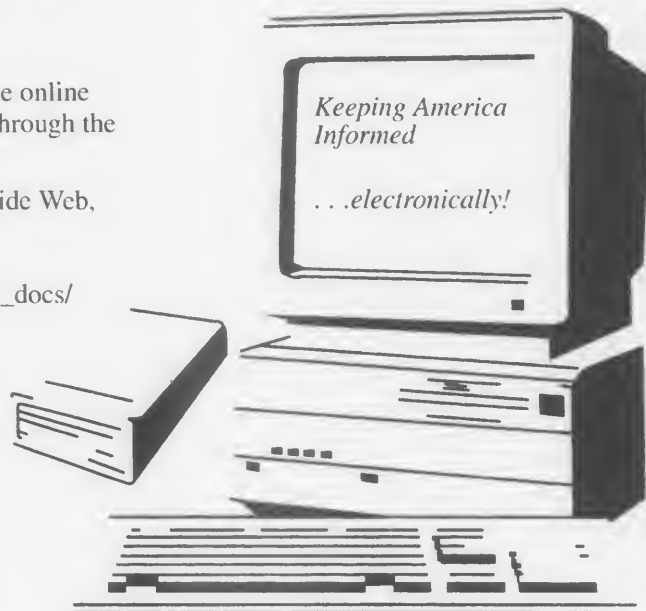 e online
hrough the
ide Web,
_docs/
Keeping America
Informed
. . .electronically!